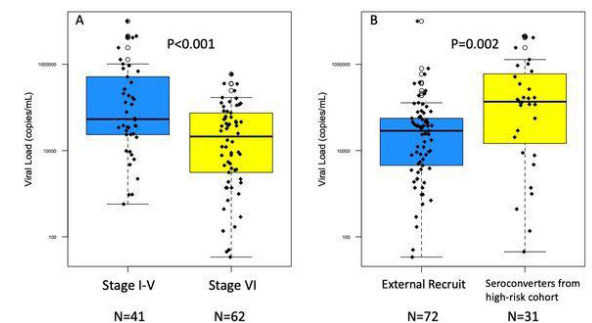 A
P<0.001
Viral Load (copies/mL)
1000000
10000
100
Stage I-V
Stage VI
N=41
N=62
B
P=0.002
Viral Load (copies/mL)
1000000
10000
100
External Recruit
Seroconverters from
high-risk cohort
N=72
N=31